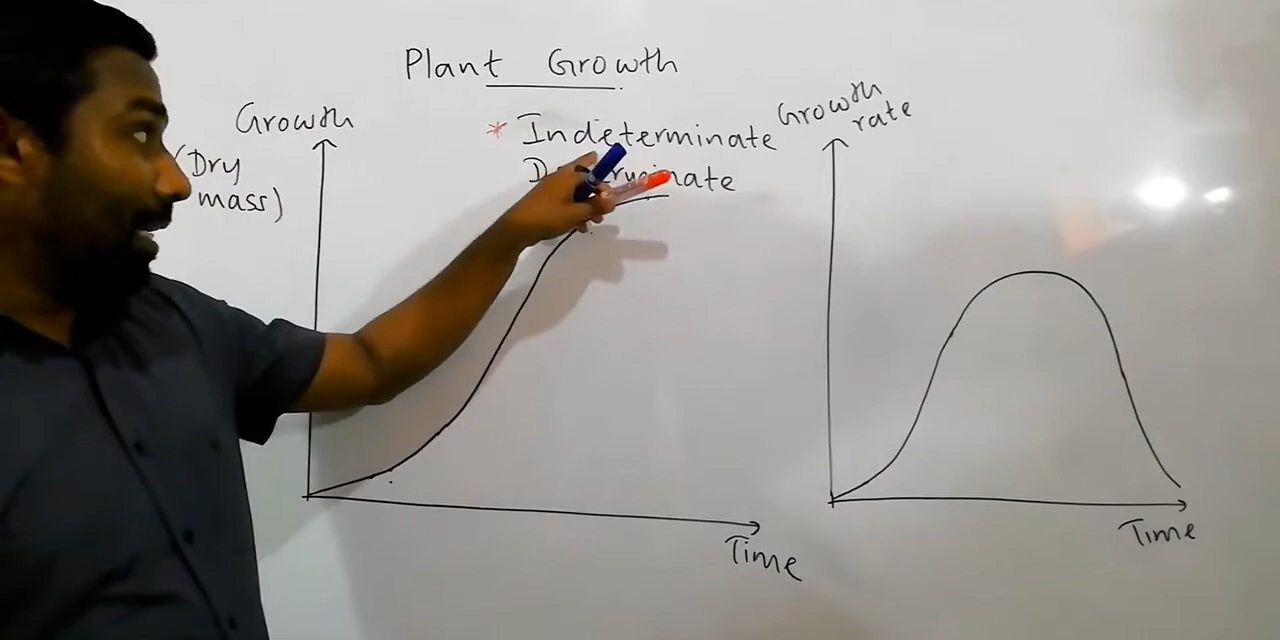 Plant Growth
Growth
(Dry
mass)
* Indeterminate
Growth
rate
Time
Time